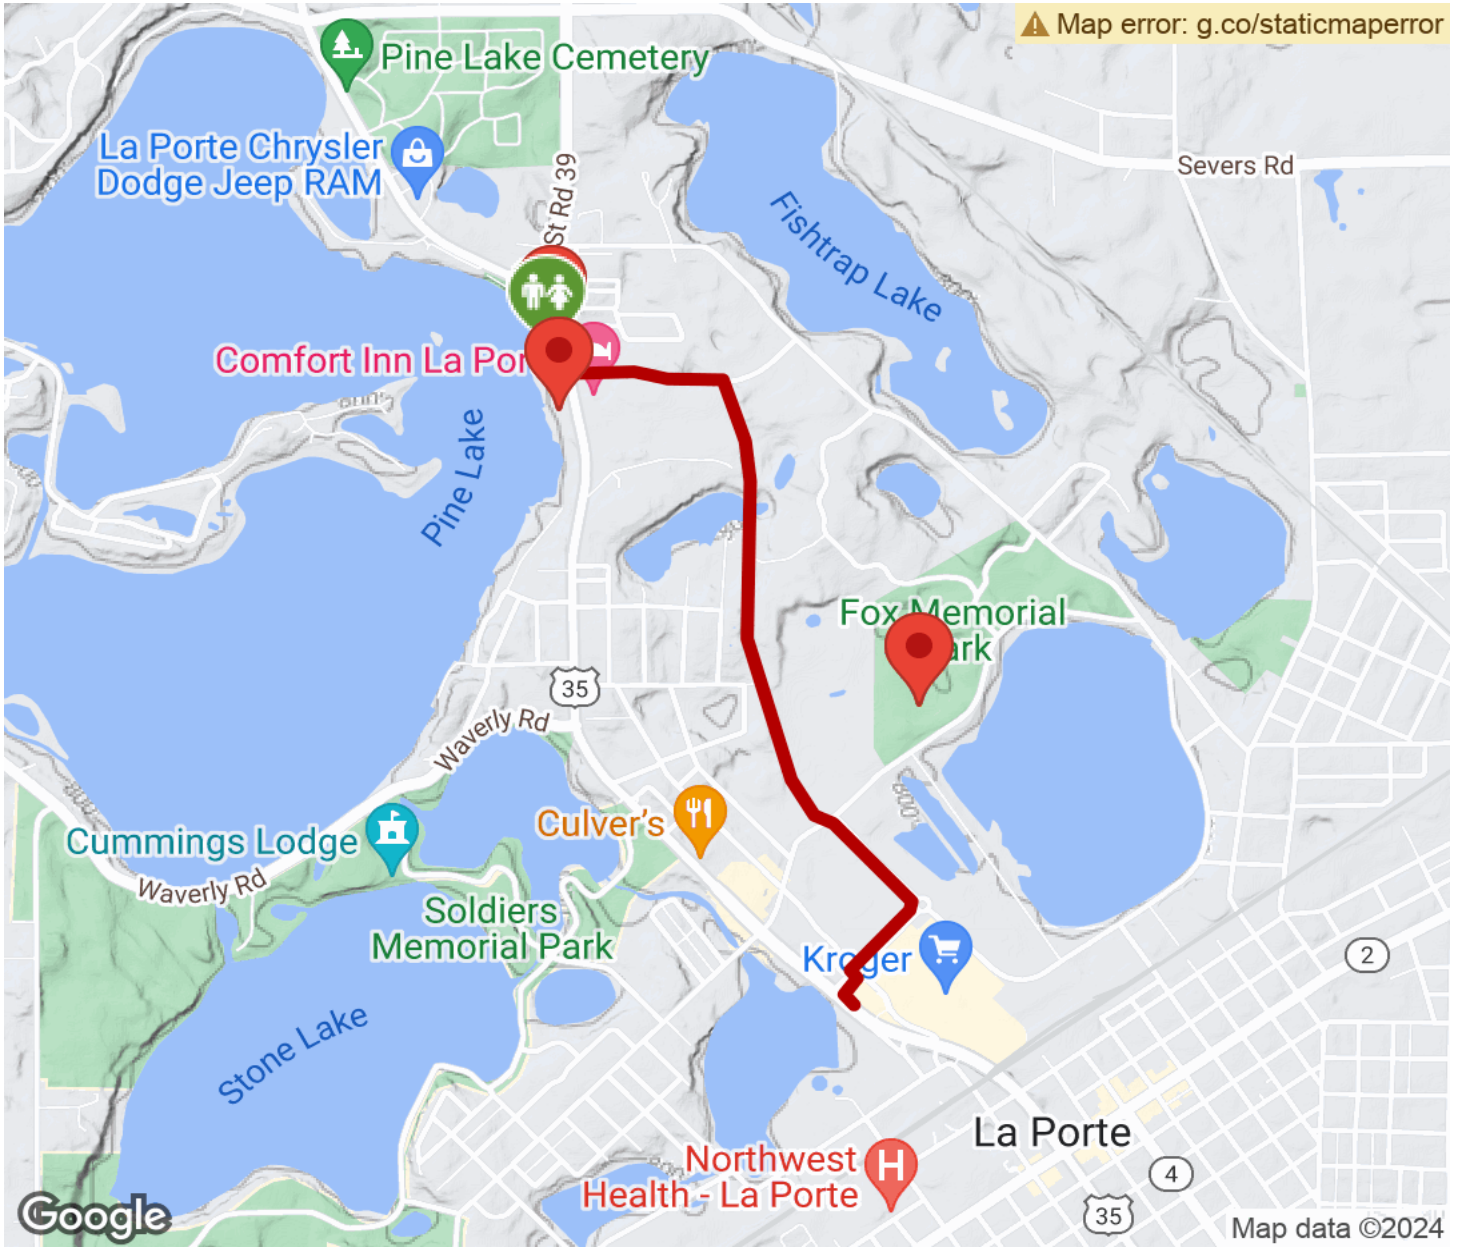 Map error: g.co/staticmaperror
Pine Lake Cemetery
La Porte Chrysler
Dodge Jeep RAM
St Rd 39
Severs Rd
Fishtrap Lake
Comfort Inn La Por
Pine Lake
Fox Memorial
ark
35
Waverly Rd
Culver's
Cummings Lodge
Waverly Rd
Soldiers
Memorial Park
Kroger
2
Stone Lake
La Porte
Northwest
Health - La Porte
H
4
35
Google
Map data ©2024